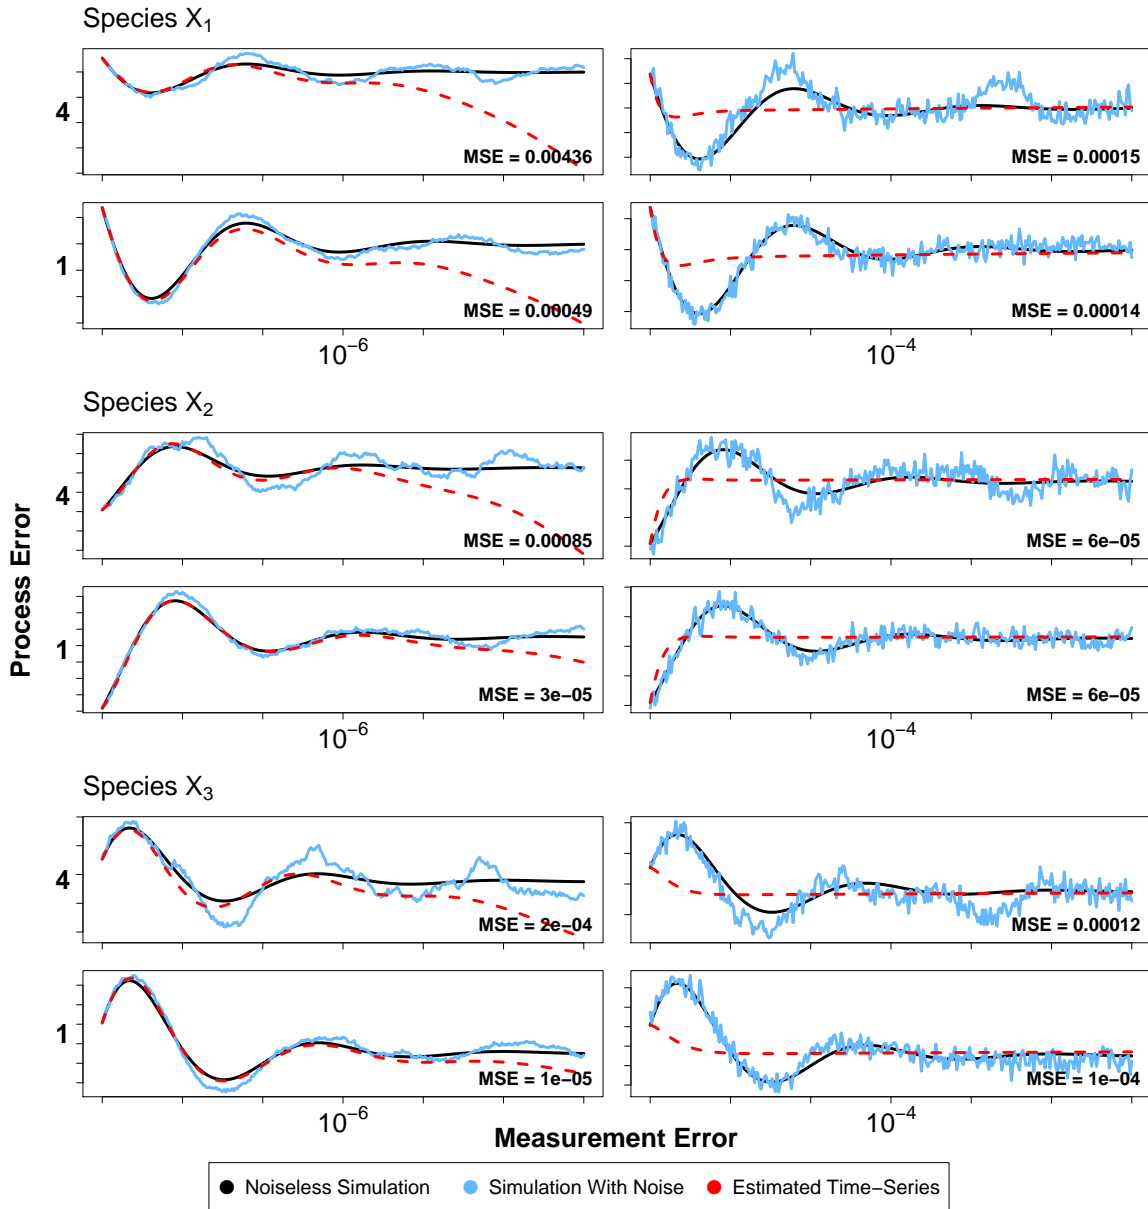 Species X₁
4
MSE = 0.00436
MSE = 0.00015
1
MSE = 0.00049
MSE = 0.00014
10⁻⁶
10⁻⁴
Species X₂
4
MSE = 0.00085
MSE = 6e−05
Process Error
1
MSE = 3e−05
MSE = 6e−05
10⁻⁶
10⁻⁴
Species X₃
4
MSE = 2e−04
MSE = 0.00012
1
MSE = 1e−05
MSE = 1e−04
10⁻⁶
10⁻⁴
Measurement Error
Noiseless Simulation
Simulation With Noise
Estimated Time−Series